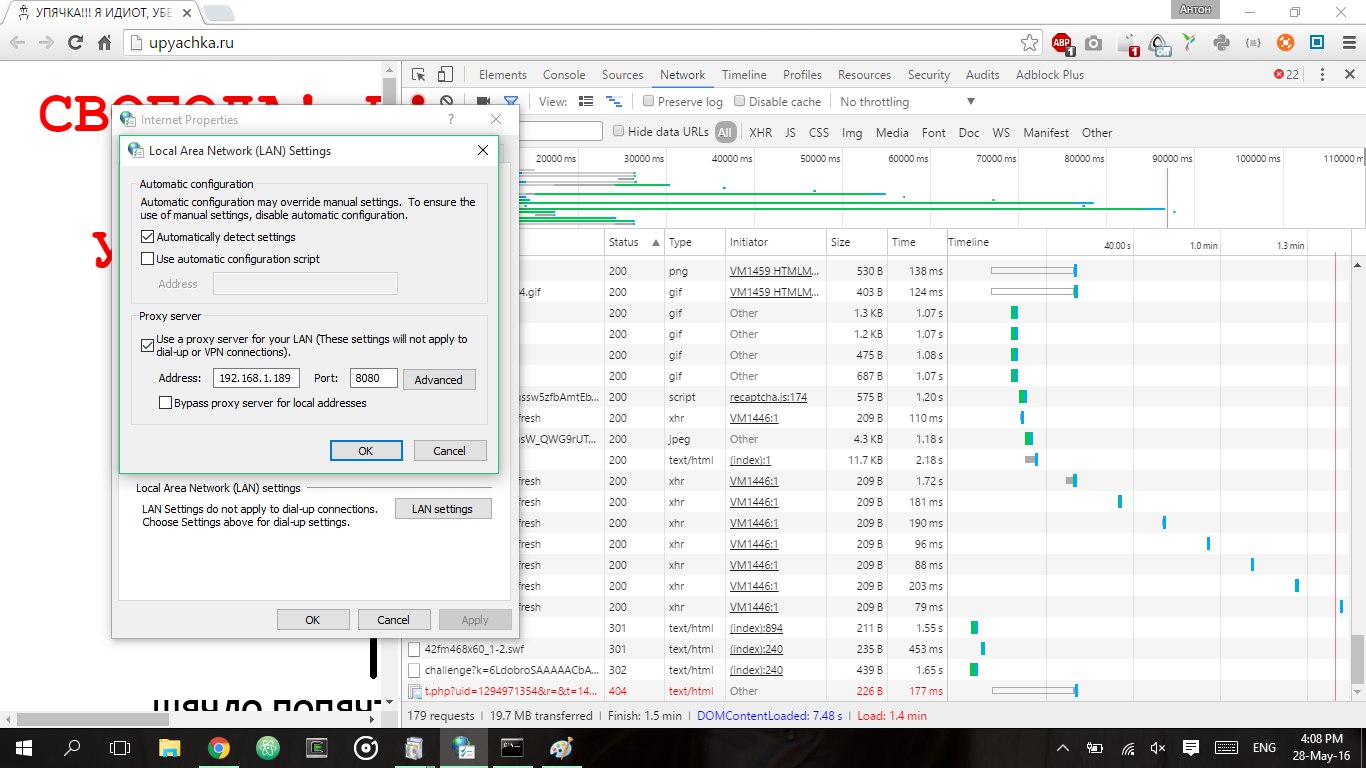 УПЯЧКА!!! Я ИДИОТ, УБЕ
Антон
upyachka.ru
ABP
1
1
off
СВОБОДА!
Elements Console Sources Network Timeline Profiles Resources Security Audits Adblock Plus 22
View: Preserve log Disable cache No throttling
Hide data URLs All XHR JS CSS Img Media Font Doc WS Manifest Other
20000 ms 30000 ms 40000 ms 50000 ms 60000 ms 70000 ms 80000 ms 90000 ms 100000 ms 110000 m
Internet Properties
Local Area Network (LAN) Settings
Automatic configuration
Automatic configuration may override manual settings. To ensure the
use of manual settings, disable automatic configuration.
Automatically detect settings
Use automatic configuration script
Address
Proxy server
Use a proxy server for your LAN (These settings will not apply to
dial-up or VPN connections).
Address: 192.168.1.189 Port: 8080 Advanced
Bypass proxy server for local addresses
OK Cancel
Local Area Network (LAN) settings
LAN Settings do not apply to dial-up connections.
Choose Settings above for dial-up settings.
LAN settings
OK Cancel Apply
Status Type Initiator Size Time Timeline 40.00 s 1.0 min 1.3 min
200 png VM1459 HTMLM... 530 B 138 ms
4.gif 200 gif VM1459 HTMLM... 403 B 124 ms
200 gif Other 1.3 KB 1.07 s
200 gif Other 1.2 KB 1.07 s
200 gif Other 475 B 1.08 s
200 gif Other 687 B 1.07 s
ussw5zfbAmtEb... 200 script recaptcha.js:174 575 B 1.20 s
fresh 200 xhr VM1446:1 209 B 110 ms
sW_QWG9rUT... 200 jpeg Other 4.3 KB 1.18 s
200 text/html (index):1 11.7 KB 2.18 s
fresh 200 xhr VM1446:1 209 B 1.72 s
fresh 200 xhr VM1446:1 209 B 181 ms
fresh 200 xhr VM1446:1 209 B 190 ms
fresh 200 xhr VM1446:1 209 B 96 ms
fresh 200 xhr VM1446:1 209 B 88 ms
fresh 200 xhr VM1446:1 209 B 203 ms
fresh 200 xhr VM1446:1 209 B 79 ms
301 text/html (index):894 211 B 1.55 s
42fm468x60_1-2.swf 301 text/html (index):240 235 B 453 ms
challenge?k=6LdobroSAAAAACbA... 302 text/html (index):240 439 B 1.65 s
t.php?uid=1294971354&r=&t=14... 404 text/html Other 226 B 177 ms
179 requests | 19.7 MB transferred | Finish: 1.5 min | DOMContentLoaded: 7.48 s | Load: 1.4 min
ENG
4:08 PM
28-May-16